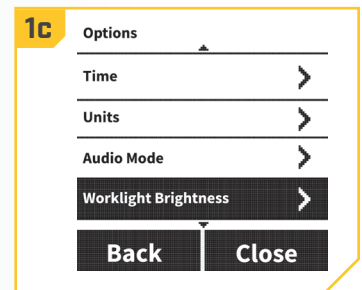 1c
Options
Time
Units
Audio Mode
Worklight Brightness
Back Close